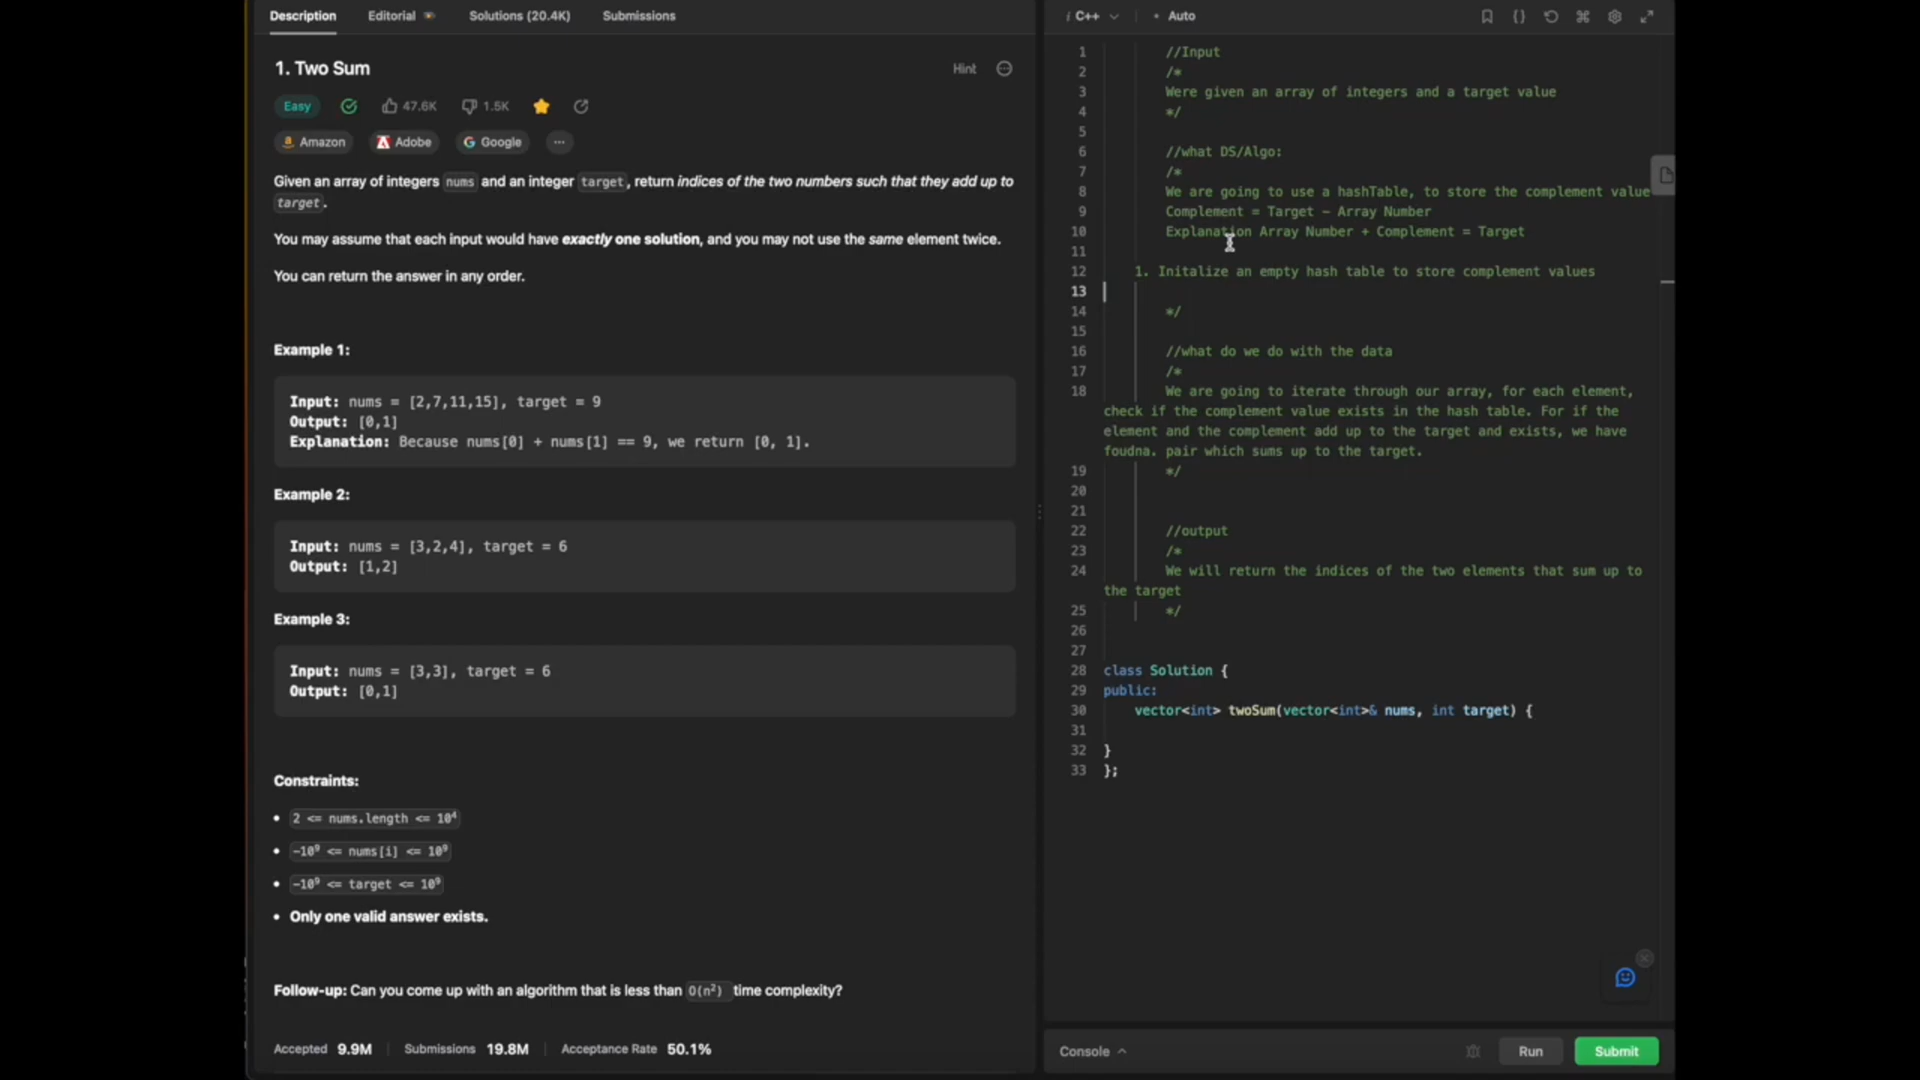 Description Editorial Solutions (20.4K) Submissions
1. Two Sum
Hint
Easy 47.6K 1.5K
Amazon Adobe Google
Given an array of integers nums and an integer target, return indices of the two numbers such that they add up to
target.
You may assume that each input would have exactly one solution, and you may not use the same element twice.
You can return the answer in any order.
Example 1:
Input: nums = [2,7,11,15], target = 9
Output: [0,1]
Explanation: Because nums[0] + nums[1] == 9, we return [0, 1].
Example 2:
Input: nums = [3,2,4], target = 6
Output: [1,2]
Example 3:
Input: nums = [3,3], target = 6
Output: [0,1]
Constraints:
• 2 <= nums.length <= 10⁴
• -10⁹ <= nums[i] <= 10⁹
• -10⁹ <= target <= 10⁹
• Only one valid answer exists.
Follow-up: Can you come up with an algorithm that is less than O(n²) time complexity?
Accepted 9.9M Submissions 19.8M Acceptance Rate 50.1%
i C++ • Auto
1 //Input
2 /*
3 Were given an array of integers and a target value
4 */
5
6 //what DS/Algo:
7 /*
8 We are going to use a hashTable, to store the complement value
9 Complement = Target - Array Number
10 Explanation Array Number + Complement = Target
11
12 1. Initalize an empty hash table to store complement values
13
14 */
15
16 //what do we do with the data
17 /*
18 We are going to iterate through our array, for each element,
check if the complement value exists in the hash table. For if the
element and the complement add up to the target and exists, we have
foudna. pair which sums up to the target.
19 */
20
21
22 //output
23 /*
24 We will return the indices of the two elements that sum up to
the target
25 */
26
27
28 class Solution {
29 public:
30 vector<int> twoSum(vector<int>& nums, int target) {
31
32 }
33 };
Console Run Submit